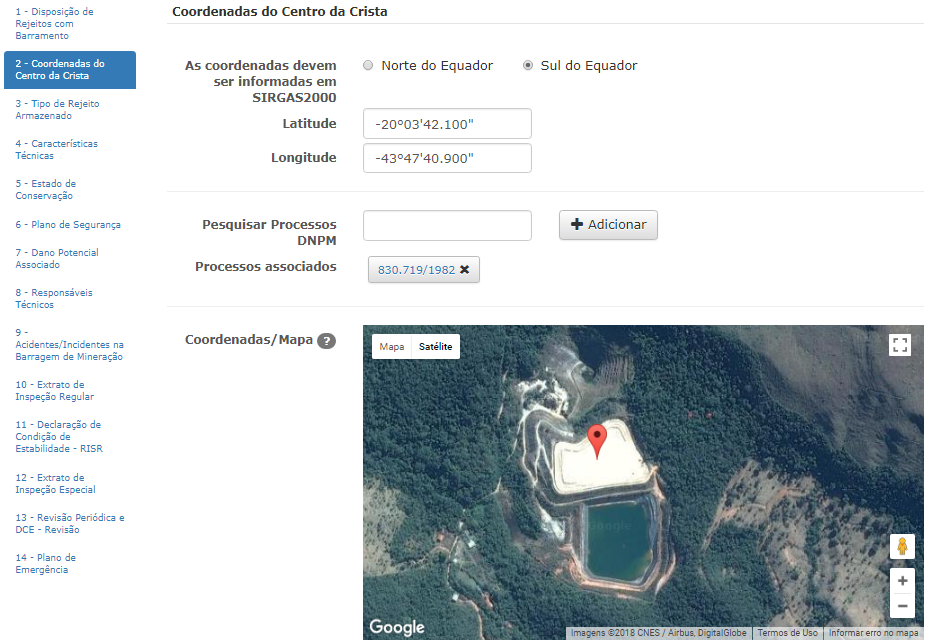 1 - Disposição de
Rejeitos com
Barramento
2 - Coordenadas do
Centro da Crista
3 - Tipo de Rejeito
Armazenado
4 - Características
Técnicas
5 - Estado de
Conservação
6 - Plano de Segurança
7 - Dano Potencial
Associado
8 - Responsáveis
Técnicos
9 -
Acidentes/Incidentes na
Barragem de Mineração
10 - Extrato de
Inspeção Regular
11 - Declaração de
Condição de
Estabilidade - RISR
12 - Extrato de
Inspeção Especial
13 - Revisão Periódica e
DCE - Revisão
14 - Plano de
Emergência
Coordenadas do Centro da Crista
As coordenadas devem
ser informadas em
SIRGAS2000
Norte do Equador
Sul do Equador
Latitude
-20º03'42.100"
Longitude
-43º47'40.900"
Pesquisar Processos
DNPM
Adicionar
Processos associados
830.719/1982
Coordenadas/Mapa ?
Mapa
Satélite
Google
Google
Imagens ©2018 CNES / Airbus, DigitalGlobe
Termos de Uso
Informar erro no mapa